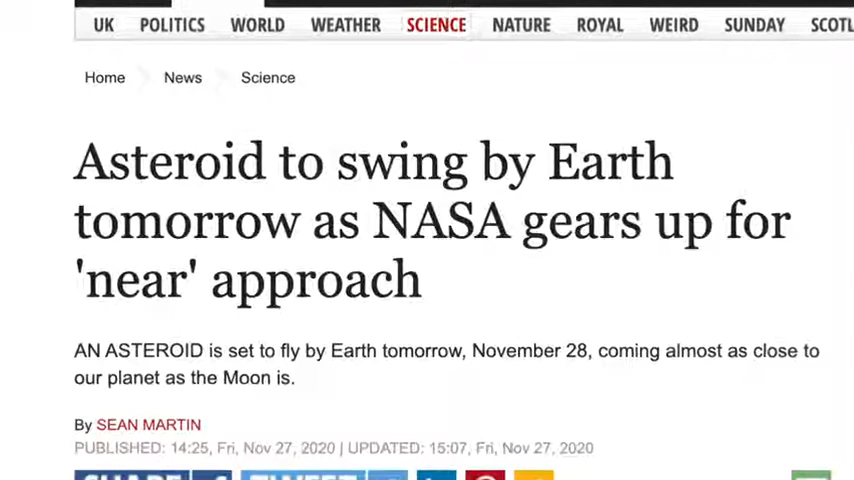 UK POLITICS WORLD WEATHER SCIENCE NATURE ROYAL WEIRD SUNDAY
Home News Science
Asteroid to swing by Earth
tomorrow as NASA gears up for
'near' approach
AN ASTEROID is set to fly by Earth tomorrow, November 28, coming almost as close to
our planet as the Moon is.
By SEAN MARTIN
PUBLISHED: 14:25, Fri, Nov 27, 2020 | UPDATED: 15:07, Fri, Nov 27, 2020
SHARE TWEET